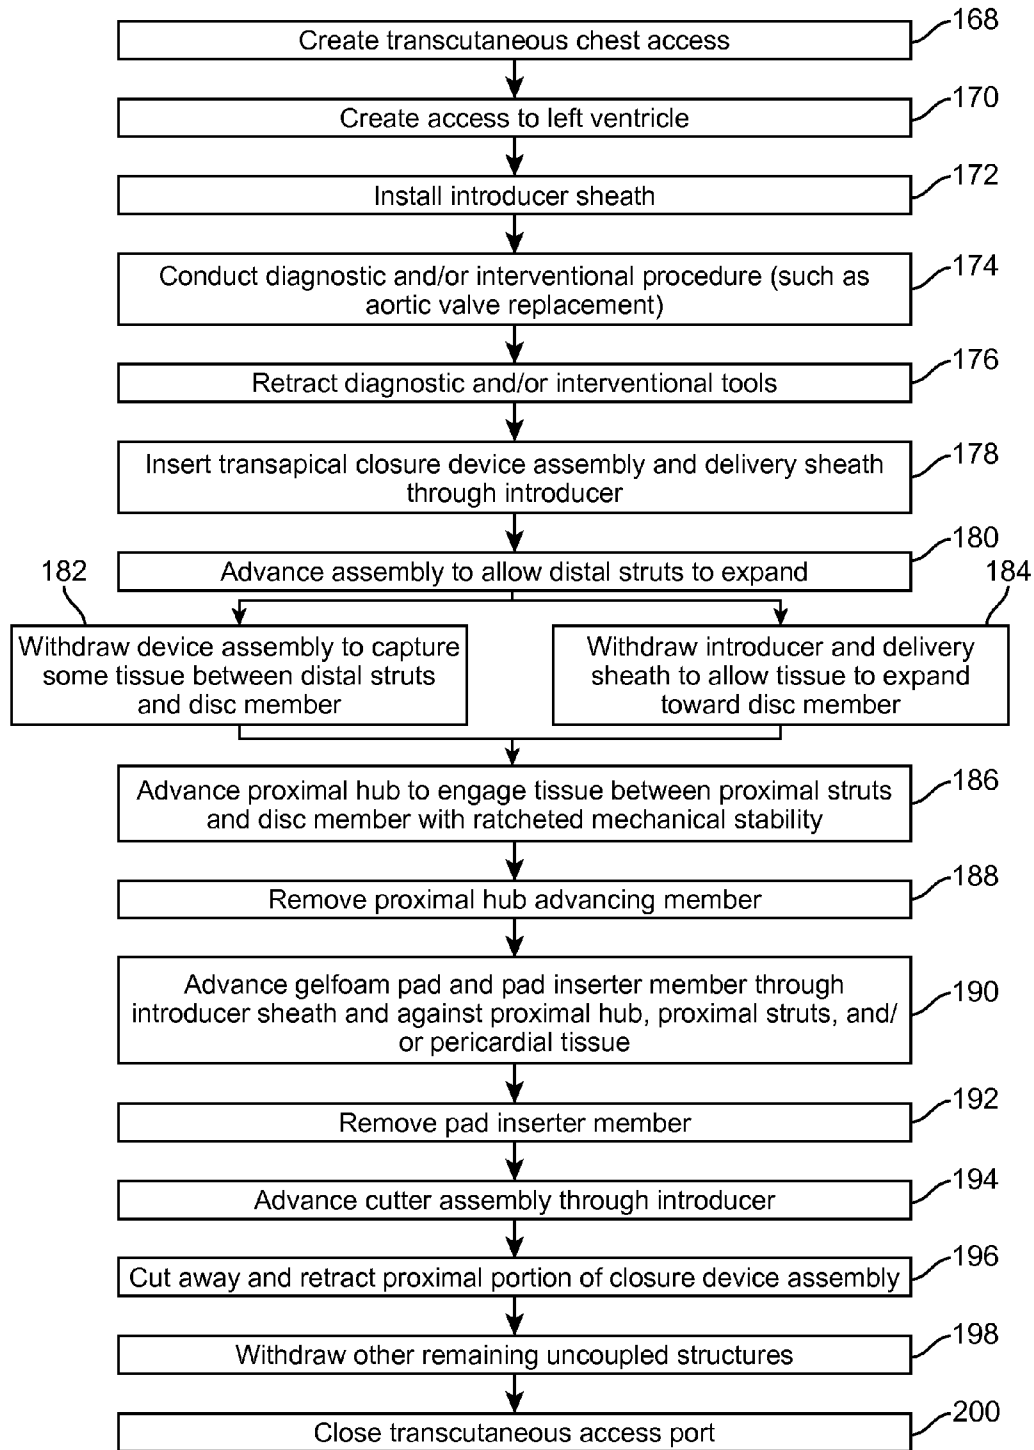 Create transcutaneous chest access
168
Create access to left ventricle
170
Install introducer sheath
172
Conduct diagnostic and/or interventional procedure (such as
aortic valve replacement)
174
Retract diagnostic and/or interventional tools
176
Insert transapical closure device assembly and delivery sheath
through introducer
178
Advance assembly to allow distal struts to expand
180
182
Withdraw device assembly to capture
some tissue between distal struts
and disc member
184
Withdraw introducer and delivery
sheath to allow tissue to expand
toward disc member
Advance proximal hub to engage tissue between proximal struts
and disc member with ratcheted mechanical stability
186
Remove proximal hub advancing member
188
Advance gelfoam pad and pad inserter member through
introducer sheath and against proximal hub, proximal struts, and/
or pericardial tissue
190
Remove pad inserter member
192
Advance cutter assembly through introducer
194
Cut away and retract proximal portion of closure device assembly
196
Withdraw other remaining uncoupled structures
198
Close transcutaneous access port
200